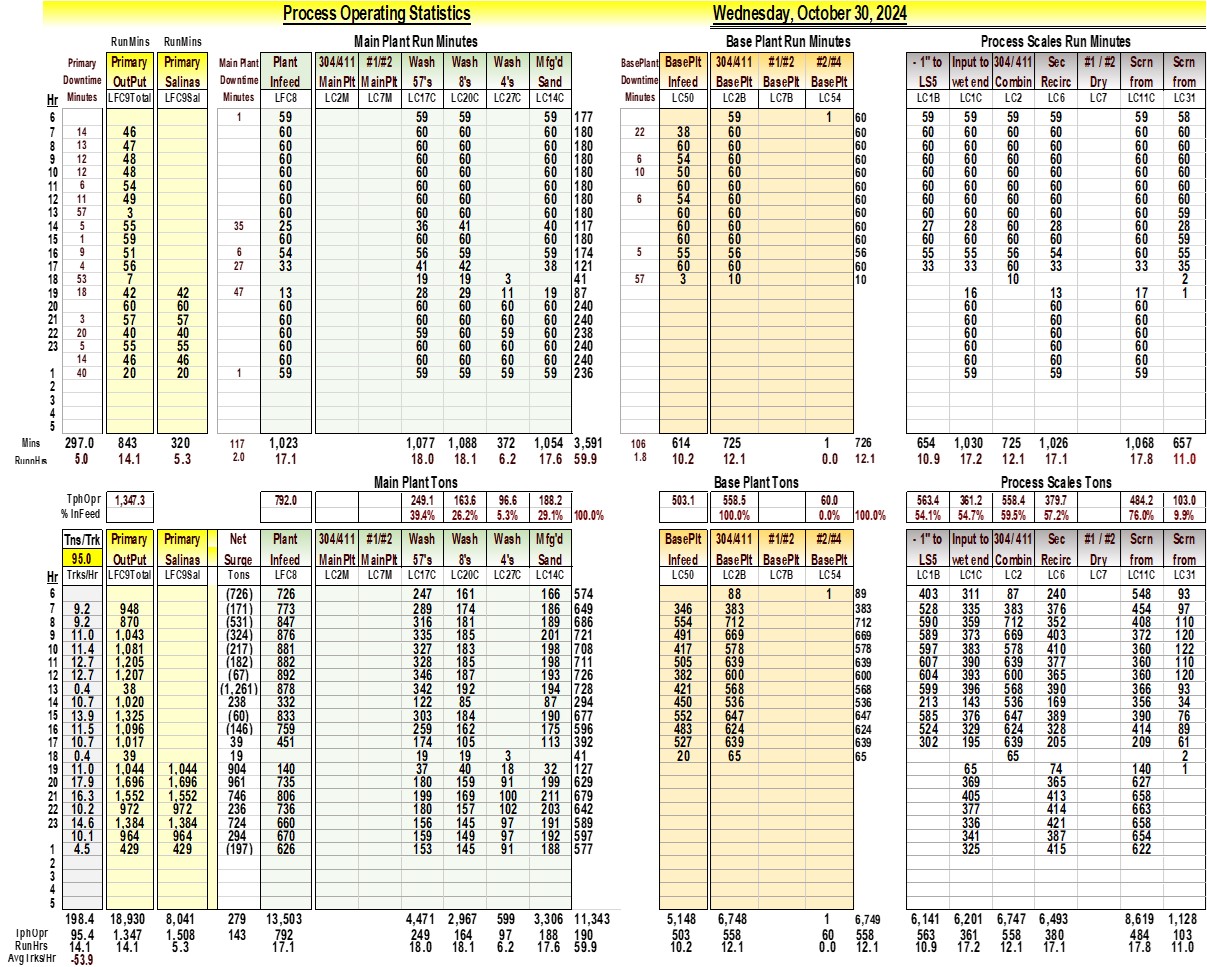 Process Operating Statistics Wednesday, October 30, 2024
RunMins RunMins Main Plant Run Minutes Base Plant Run Minutes Process Scales Run Minutes
Primary Primary Primary Main Plant Plant 304/411 #1/#2 Wash Wash Wash Mfg'd BasePlant BasePlt 304/411 #1/#2 #2/#4 - 1" to Input to 304/411 Sec #1 / #2 Scrn Scrn
Downtime OutPut Salinas Downtime Infeed MainPlt MainPlt 57's 8's 4's Sand Downtime Infeed BasePlt BasePlt BasePlt LS5 wet end Combin Recirc Dry from from
Hr Minutes LFC9Total LFC9Sal Minutes LFC8 LC2M LC7M LC17C LC20C LC27C LC14C Minutes LC50 LC2B LC7B LC54 LC1B LC1C LC2 LC6 LC7 LC11C LC31
6 1 59 59 59 59 177 59 1 60 59 59 59 59 59 58
7 14 46 60 60 60 60 180 22 38 60 60 60 60 60 60 60 60
8 13 47 60 60 60 60 180 60 60 60 60 60 60 60 60 60
9 12 48 60 60 60 60 180 6 54 60 60 60 60 60 60 60 60
10 12 48 60 60 60 60 180 10 50 60 60 60 60 60 60 60 60
11 6 54 60 60 60 60 180 60 60 60 60 60 60 60 60 60
12 11 49 60 60 60 60 180 6 54 60 60 60 60 60 60 60 60
13 57 3 60 60 60 60 180 60 60 60 60 60 60 60 60 59
14 5 55 35 25 36 41 40 117 60 60 60 27 28 60 28 60 28
15 1 59 60 60 60 60 180 60 60 60 60 60 60 60 60 59
16 9 51 6 54 56 59 59 174 5 55 56 56 55 55 56 54 60 55
17 4 56 27 33 41 42 38 121 60 60 60 33 33 60 33 33 35
18 53 7 19 19 3 41 57 3 10 10 10 2
19 18 42 42 47 13 28 29 11 19 87 16 13 17 1
20 60 60 60 60 60 60 60 240 60 60 60
21 3 57 57 60 60 60 60 60 240 60 60 60
22 20 40 40 60 59 60 59 60 238 60 60 60
23 5 55 55 60 60 60 60 60 240 60 60 60
14 46 46 60 60 60 60 60 240 60 60 60
1 40 20 20 1 59 59 59 59 59 236 59 59 59
2
3
4
5
Mins 297.0 843 320 117 1,023 1,077 1,088 372 1,054 3,591 106 614 725 1 726 654 1,030 725 1,026 1,068 657
RunnHrs 5.0 14.1 5.3 2.0 17.1 18.0 18.1 6.2 17.6 59.9 1.8 10.2 12.1 0.0 12.1 10.9 17.2 12.1 17.1 17.8 11.0
Main Plant Tons Base Plant Tons Process Scales Tons
TphOpr 1,347.3 792.0 249.1 163.6 96.6 188.2 503.1 558.5 60.0 563.4 361.2 558.4 379.7 484.2 103.0
% InFeed 39.4% 26.2% 5.3% 29.1% 100.0% 100.0% 0.0% 100.0% 54.1% 54.7% 59.5% 57.2% 76.0% 9.9%
Tns/Trk Primary Primary Net Plant 304/411 #1/#2 Wash Wash Wash Mfg'd BasePlt 304/411 #1/#2 #2/#4 - 1" to Input to 304/ 411 Sec #1 / #2 Scrn Scrn
95.0 OutPut Salinas Surge Infeed MainPlt MainPlt 57's 8's 4's Sand Infeed BasePlt BasePlt BasePlt LS5 wet end Combin Recirc Dry from from
Hr Trks/Hr LFC9Total LFC9Sal Tons LFC8 LC2M LC7M LC17C LC20C LC27C LC14C LC50 LC2B LC7B LC54 LC1B LC1C LC2 LC6 LC7 LC11C LC31
6 (726) 726 247 161 166 574 88 1 89 403 311 87 240 548 93
7 9.2 948 (171) 773 289 174 186 649 346 383 383 528 335 383 376 454 97
8 9.2 870 (531) 847 316 181 189 686 554 712 712 590 359 712 352 408 110
9 11.0 1,043 (324) 876 335 185 201 721 491 669 669 589 373 669 403 372 120
10 11.4 1,081 (217) 881 327 183 198 708 417 578 578 597 383 578 410 360 122
11 12.7 1,205 (182) 882 328 185 198 711 505 639 639 607 390 639 377 360 110
12 12.7 1,207 (67) 892 346 187 193 726 382 600 600 604 393 600 365 360 120
13 0.4 38 (1,261) 878 342 192 194 728 421 568 568 599 396 568 390 366 93
14 10.7 1,020 238 332 122 85 87 294 450 536 536 213 143 536 169 356 34
15 13.9 1,325 (60) 833 303 184 190 677 552 647 647 585 376 647 389 390 76
16 11.5 1,096 (146) 759 259 162 175 596 483 624 624 524 329 624 328 414 89
17 10.7 1,017 39 451 174 105 113 392 527 639 639 302 195 639 205 209 61
18 0.4 39 19 19 19 3 41 20 65 65 65 2
19 11.0 1,044 1,044 904 140 37 40 18 32 127 65 74 140 1
20 17.9 1,696 1,696 961 735 180 159 91 199 629 369 365 627
21 16.3 1,552 1,552 746 806 199 169 100 211 679 405 413 658
22 10.2 972 972 236 736 180 157 102 203 642 377 414 663
23 14.6 1,384 1,384 724 660 156 145 97 191 589 336 421 658
10.1 964 964 294 670 159 149 97 192 597 341 387 654
1 4.5 429 429 (197) 626 153 145 91 188 577 325 415 622
2
3
4
5
198.4 18,930 8,041 279 13,503 4,471 2,967 599 3,306 11,343 5,148 6,748 1 6,749 6,141 6,201 6,747 6,493 8,619 1,128
TphOpr 95.4 1,347 1,508 143 792 249 164 97 188 190 503 558 60 558 563 361 558 380 484 103
RunHrs 14.1 14.1 5.3 17.1 18.0 18.1 6.2 17.6 59.9 10.2 12.1 0.0 12.1 10.9 17.2 12.1 17.1 17.8 11.0
AvgTrks/Hr -53.9